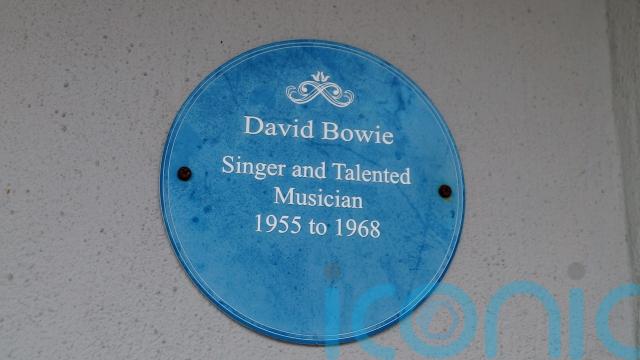 David Bowie
Singer and Talented
Musician
1955 to 1968
iconic